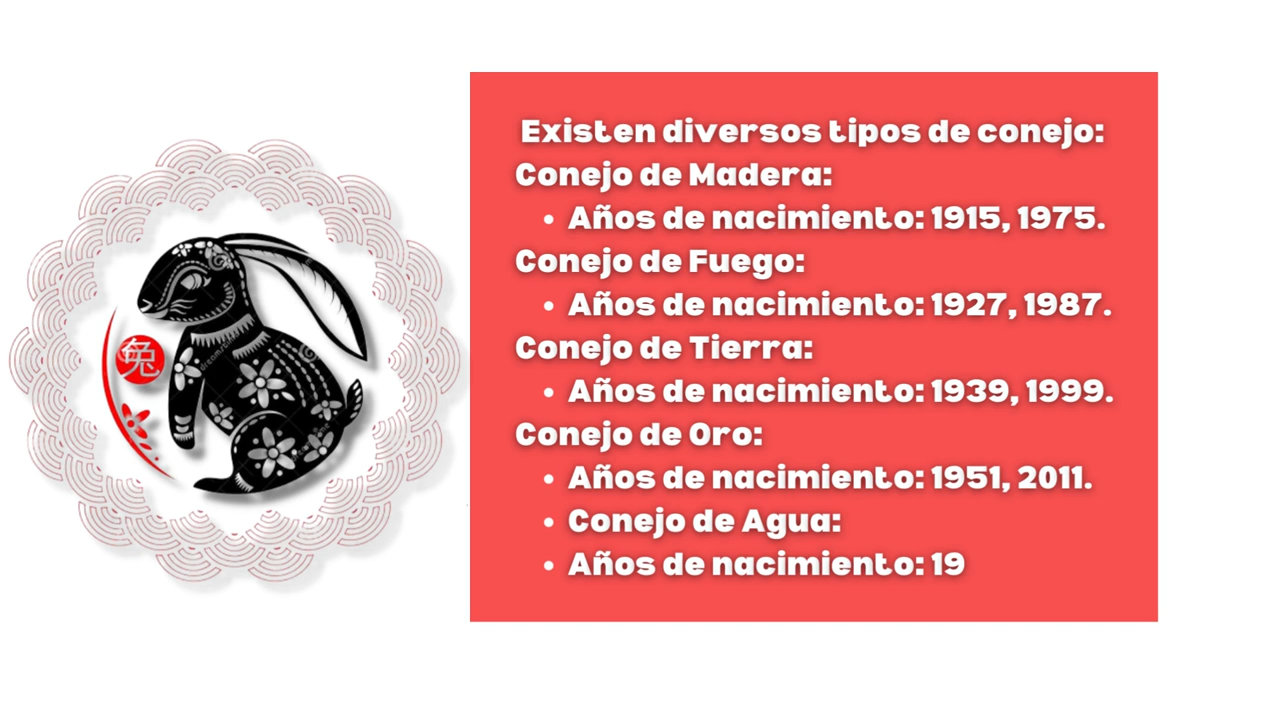 兔
Existen diversos tipos de conejo:
Conejo de Madera:
• Años de nacimiento: 1915, 1975.
Conejo de Fuego:
• Años de nacimiento: 1927, 1987.
Conejo de Tierra:
• Años de nacimiento: 1939, 1999.
Conejo de Oro:
• Años de nacimiento: 1951, 2011.
• Conejo de Agua:
• Años de nacimiento: 19